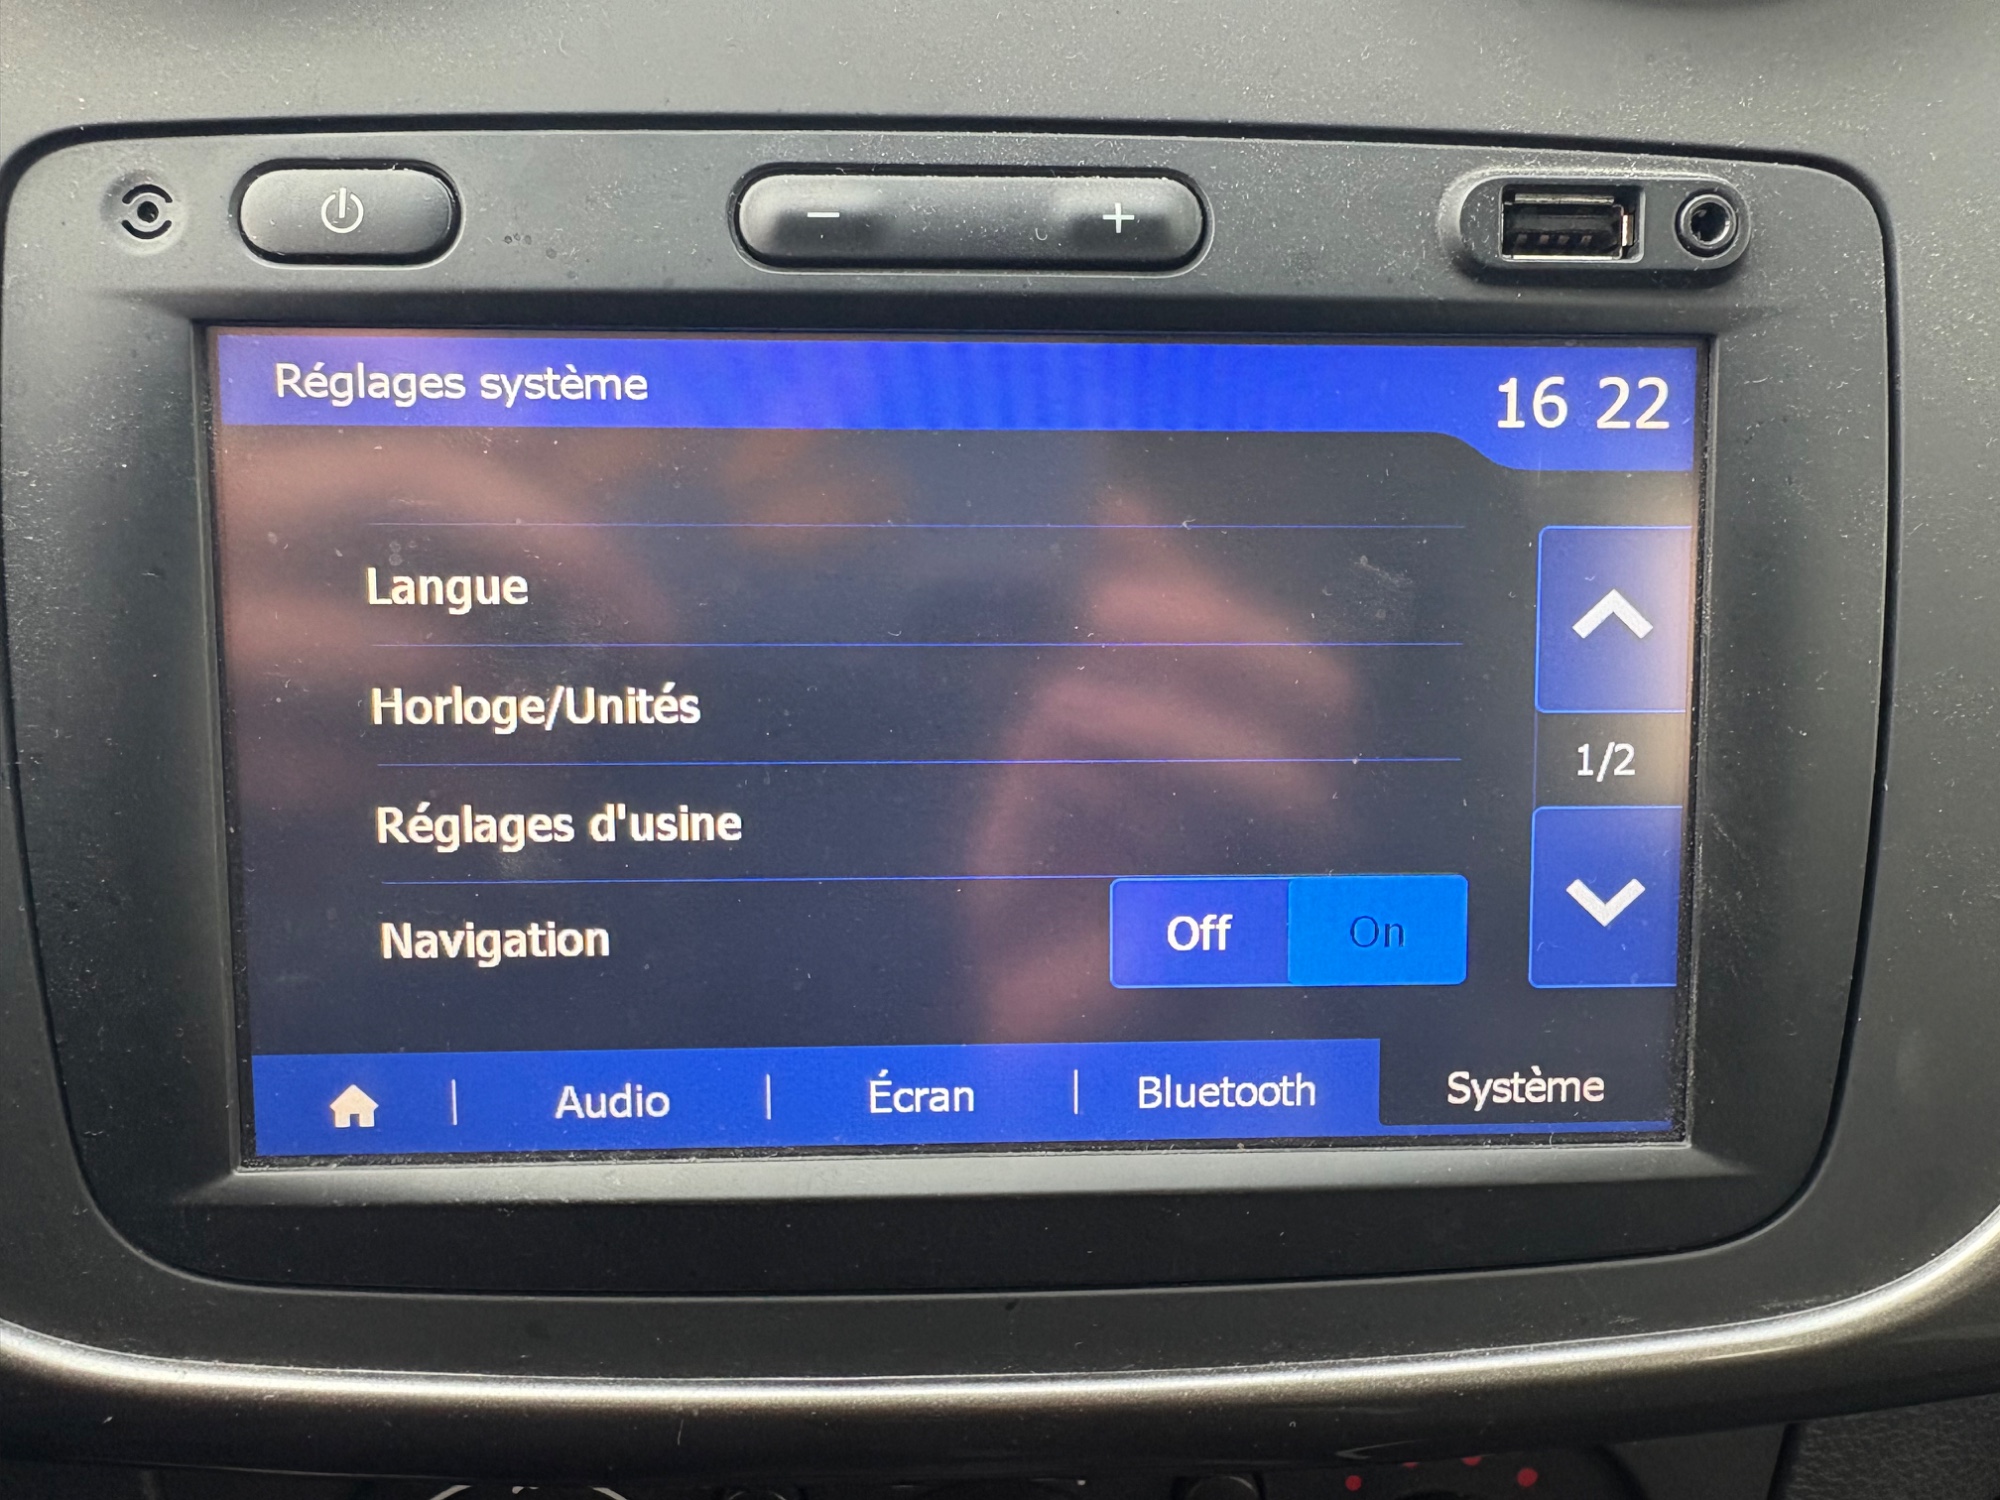 Réglages système
16 22
Langue
Horloge/Unités
1/2
Réglages d'usine
Navigation
Off
On
Audio
Écran
Bluetooth
Système